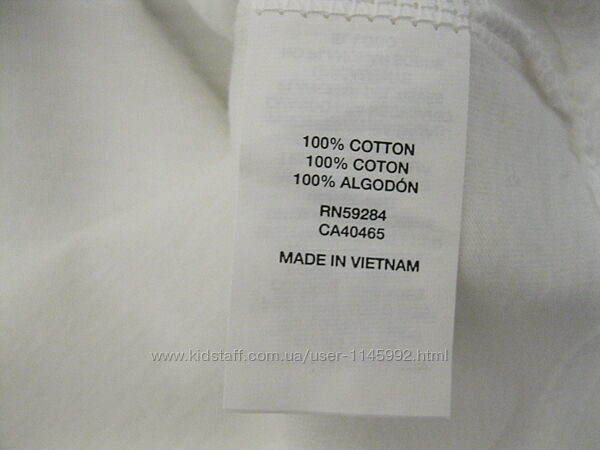 100% COTTON
100% COTON
100% ALGODÓN
RN59284
CA40465
MADE IN VIETNAM
www.kidstaff.com.ua/user-1145992.html